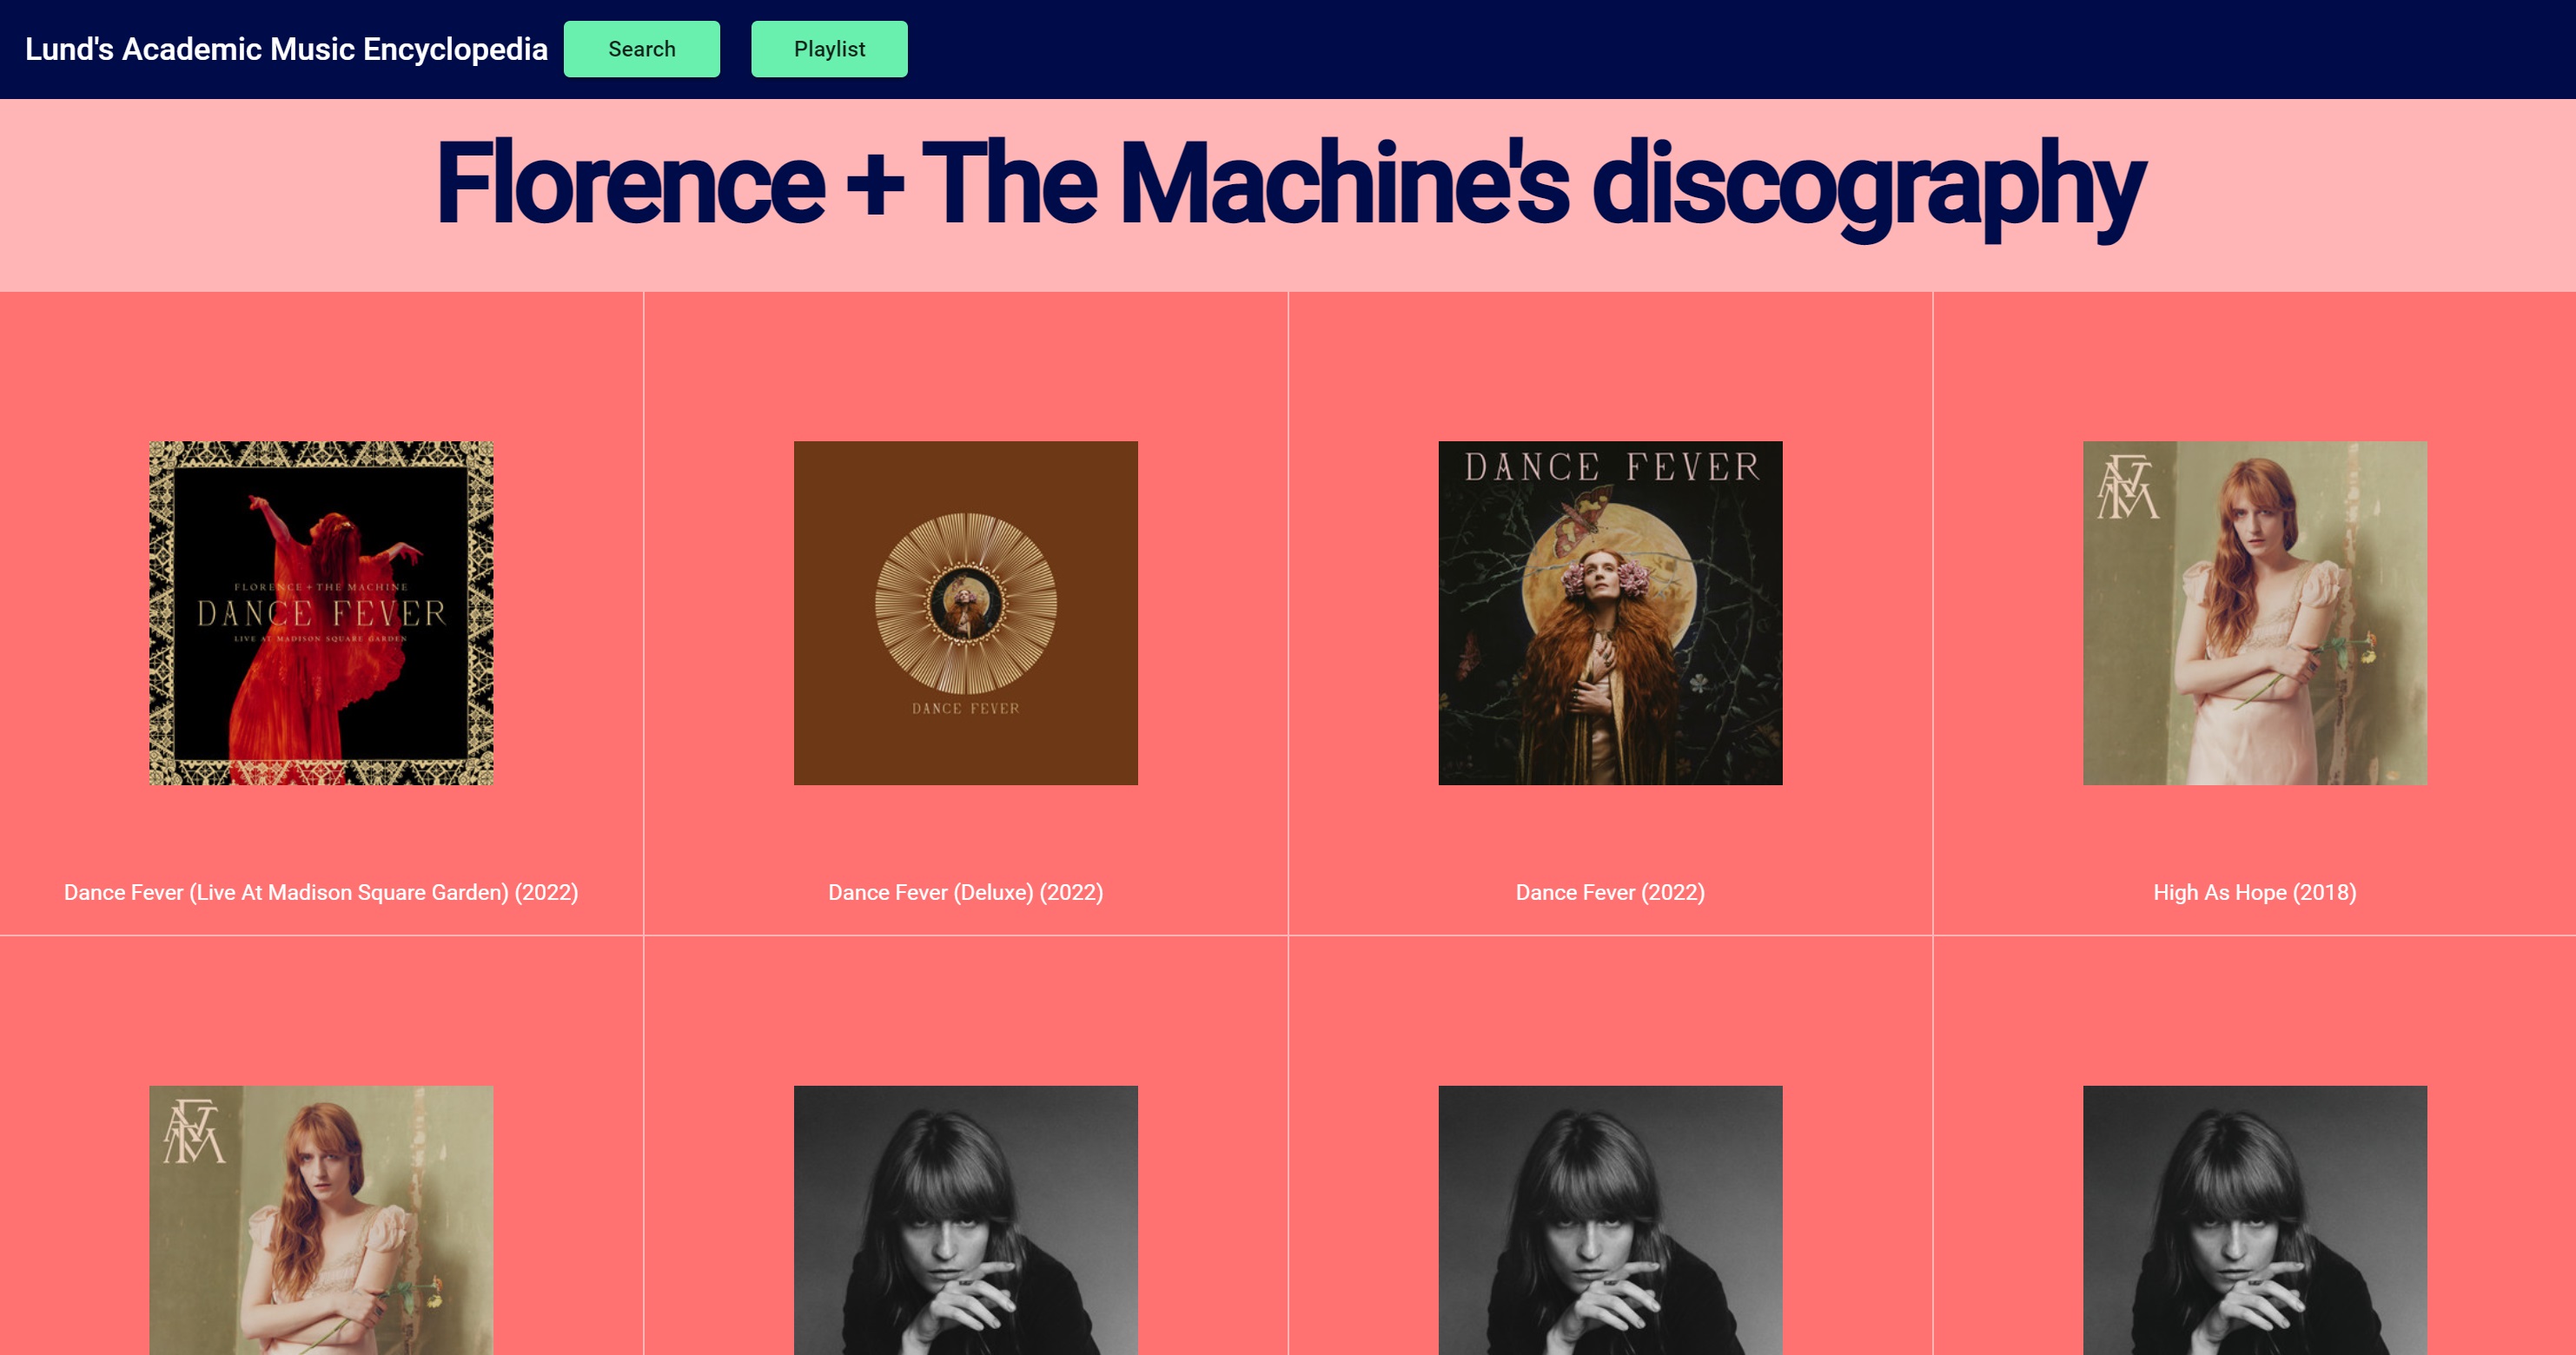 Lund's Academic Music Encyclopedia
Search
Playlist
Florence + The Machine's discography
FLORENCE + THE MACHINE
DANCE FEVER
LIVE AT MADISON SQUARE GARDEN
DANCE FEVER
DANCE FEVER
Dance Fever (Live At Madison Square Garden) (2022)
Dance Fever (Deluxe) (2022)
Dance Fever (2022)
High As Hope (2018)